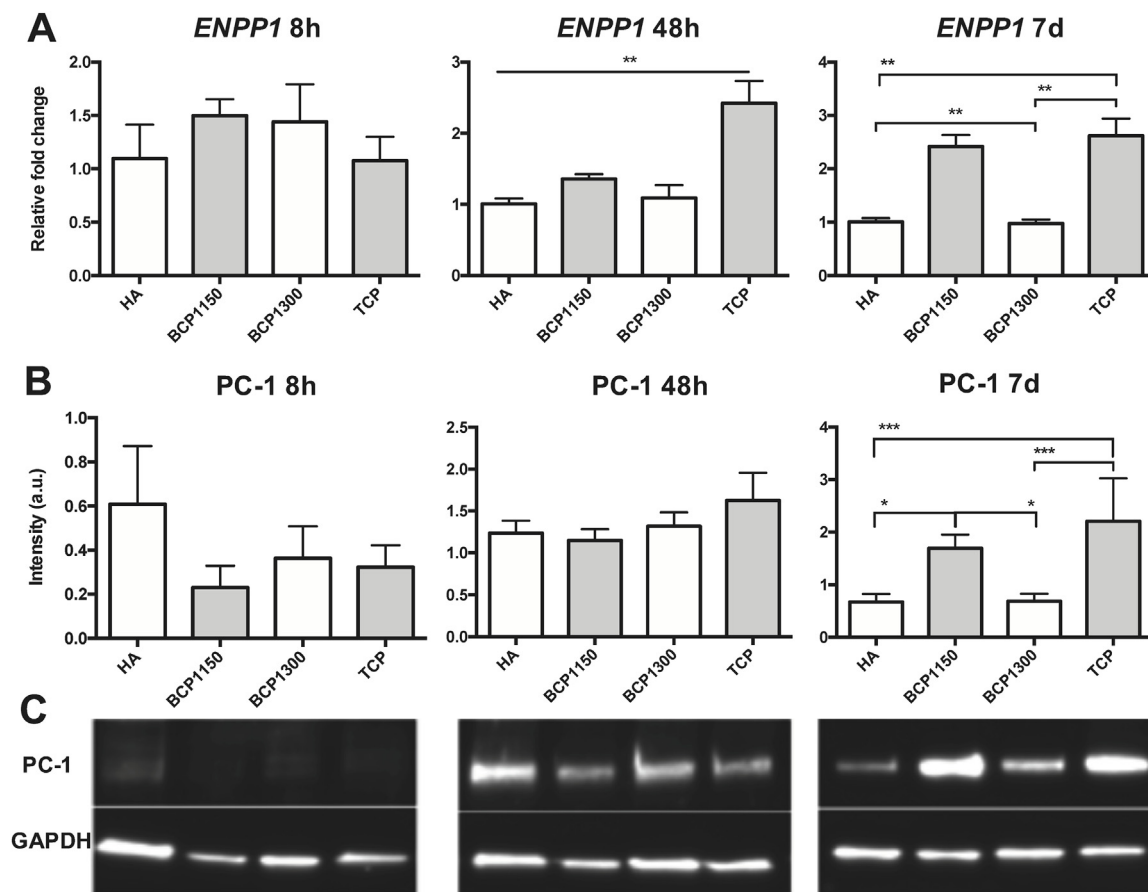 A
ENPP1 8h
ENPP1 48h
ENPP1 7d
Relative fold change
2.0
1.5
1.0
0.5
0.0
HA
BCP1150
BCP1300
TCP
3
2
1
0
**
HA
BCP1150
BCP1300
TCP
4
3
2
1
0
**
**
**
HA
BCP1150
BCP1300
TCP
B
PC-1 8h
PC-1 48h
PC-1 7d
Intensity (a.u.)
1.0
0.8
0.6
0.4
0.2
0.0
HA
BCP1150
BCP1300
TCP
2.5
2.0
1.5
1.0
0.5
0.0
HA
BCP1150
BCP1300
TCP
4
3
2
1
0
***
***
*
*
HA
BCP1150
BCP1300
TCP
C
PC-1
GAPDH